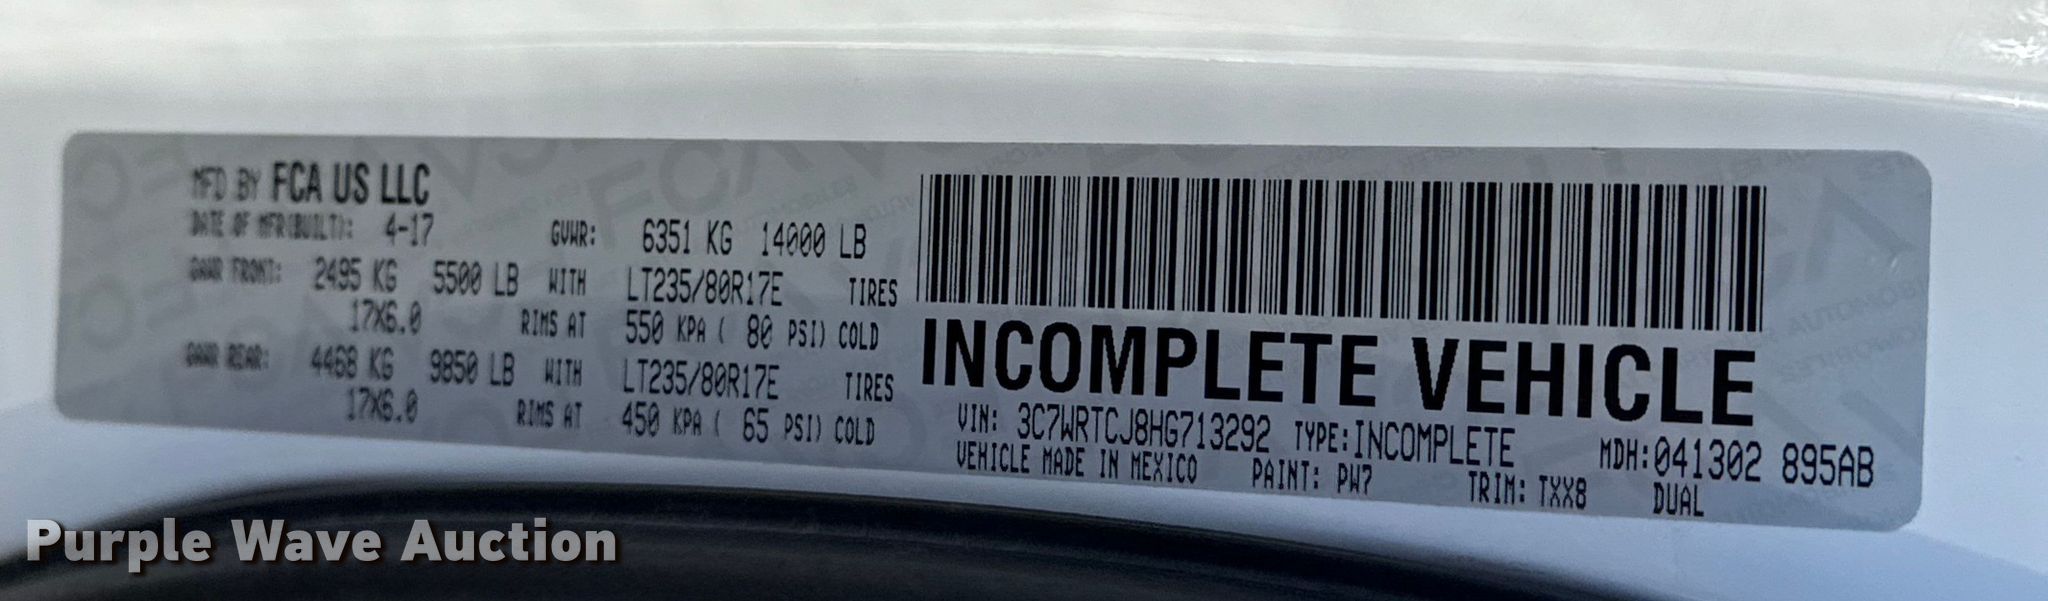 MFD BY FCA US LLC
DATE OF MFR(BUILT): 4-17 GVWR: 6351 KG 14000 LB
GAWR FRONT: 2495 KG 5500 LB WITH LT235/80R17E TIRES
17X6.0 RIMS AT 550 KPA ( 80 PSI) COLD
GAWR REAR: 4468 KG 9850 LB WITH LT235/80R17E TIRES
17X6.0 RIMS AT 450 KPA ( 65 PSI) COLD
INCOMPLETE VEHICLE
VIN: 3C7WRTCJ8HG713292 TYPE:INCOMPLETE MDH:041302 895AB
VEHICLE MADE IN MEXICO PAINT: PW7 TRIM: TXX8 DUAL
Purple Wave Auction